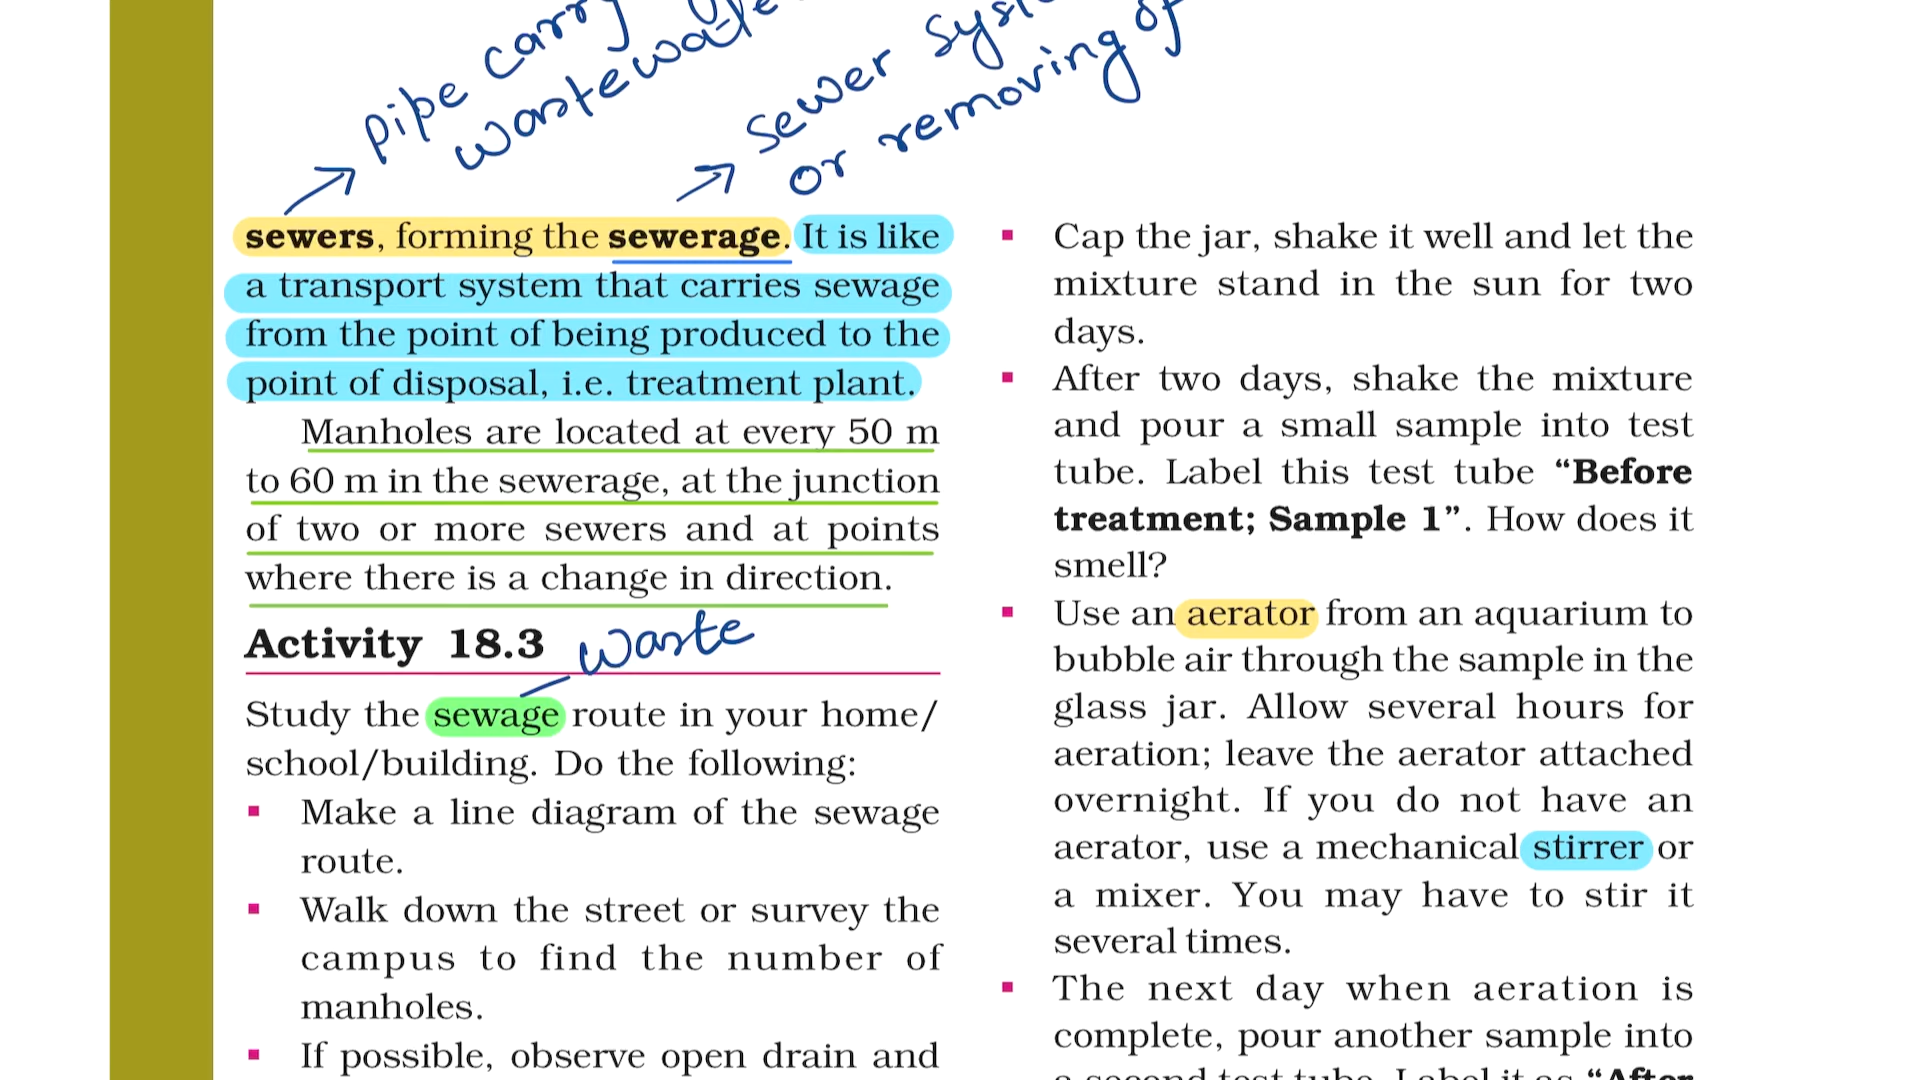 pipe carry
wastewate
sewer syste
or removing of
sewers, forming the sewerage. It is like
a transport system that carries sewage
from the point of being produced to the
point of disposal, i.e. treatment plant.
Manholes are located at every 50 m
to 60 m in the sewerage, at the junction
of two or more sewers and at points
where there is a change in direction.
Activity 18.3 waste
Study the sewage route in your home/
school/building. Do the following:
▪ Make a line diagram of the sewage
route.
▪ Walk down the street or survey the
campus to find the number of
manholes.
▪ If possible, observe open drain and
▪ Cap the jar, shake it well and let the
mixture stand in the sun for two
days.
▪ After two days, shake the mixture
and pour a small sample into test
tube. Label this test tube “Before
treatment; Sample 1”. How does it
smell?
▪ Use an aerator from an aquarium to
bubble air through the sample in the
glass jar. Allow several hours for
aeration; leave the aerator attached
overnight. If you do not have an
aerator, use a mechanical stirrer or
a mixer. You may have to stir it
several times.
▪ The next day when aeration is
complete, pour another sample into
a second test tube. Label it as “After